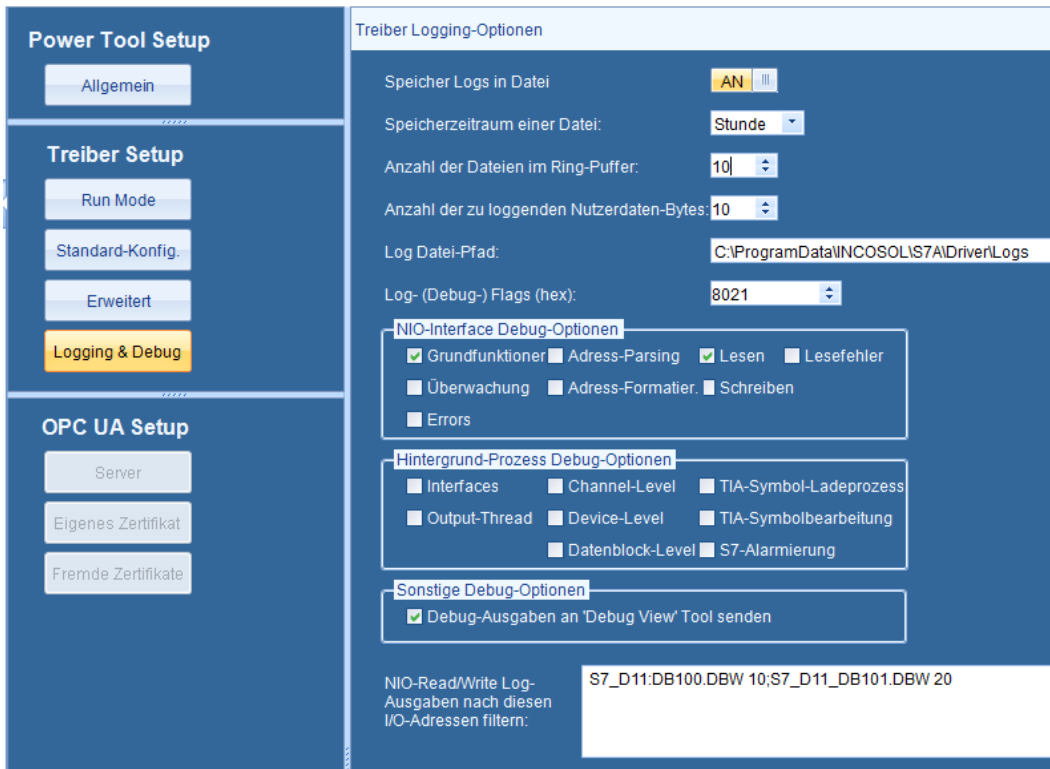 Power Tool Setup
Allgemein
Treiber Setup
Run Mode
Standard-Konfig.
Erweitert
Logging & Debug
OPC UA Setup
Server
Eigenes Zertifikat
Fremde Zertifikate
Treiber Logging-Optionen
Speicher Logs in Datei AN
Speicherzeitraum einer Datei: Stunde
Anzahl der Dateien im Ring-Puffer: 10
Anzahl der zu loggenden Nutzerdaten-Bytes: 10
Log Datei-Pfad: C:\ProgramData\INCOSOL\S7A\Driver\Logs
Log- (Debug-) Flags (hex): 8021
NIO-Interface Debug-Optionen
Grundfunktioner Adress-Parsing Lesen Lesefehler
Überwachung Adress-Formatier. Schreiben
Errors
Hintergrund-Prozess Debug-Optionen
Interfaces Channel-Level TIA-Symbol-Ladeprozess
Output-Thread Device-Level TIA-Symbolbearbeitung
Datenblock-Level S7-Alarmierung
Sonstige Debug-Optionen
Debug-Ausgaben an 'Debug View' Tool senden
NIO-Read/Write Log-
Ausgaben nach diesen
I/O-Adressen filtern:
S7_D11:DB100.DBW 10;S7_D11_DB101.DBW 20